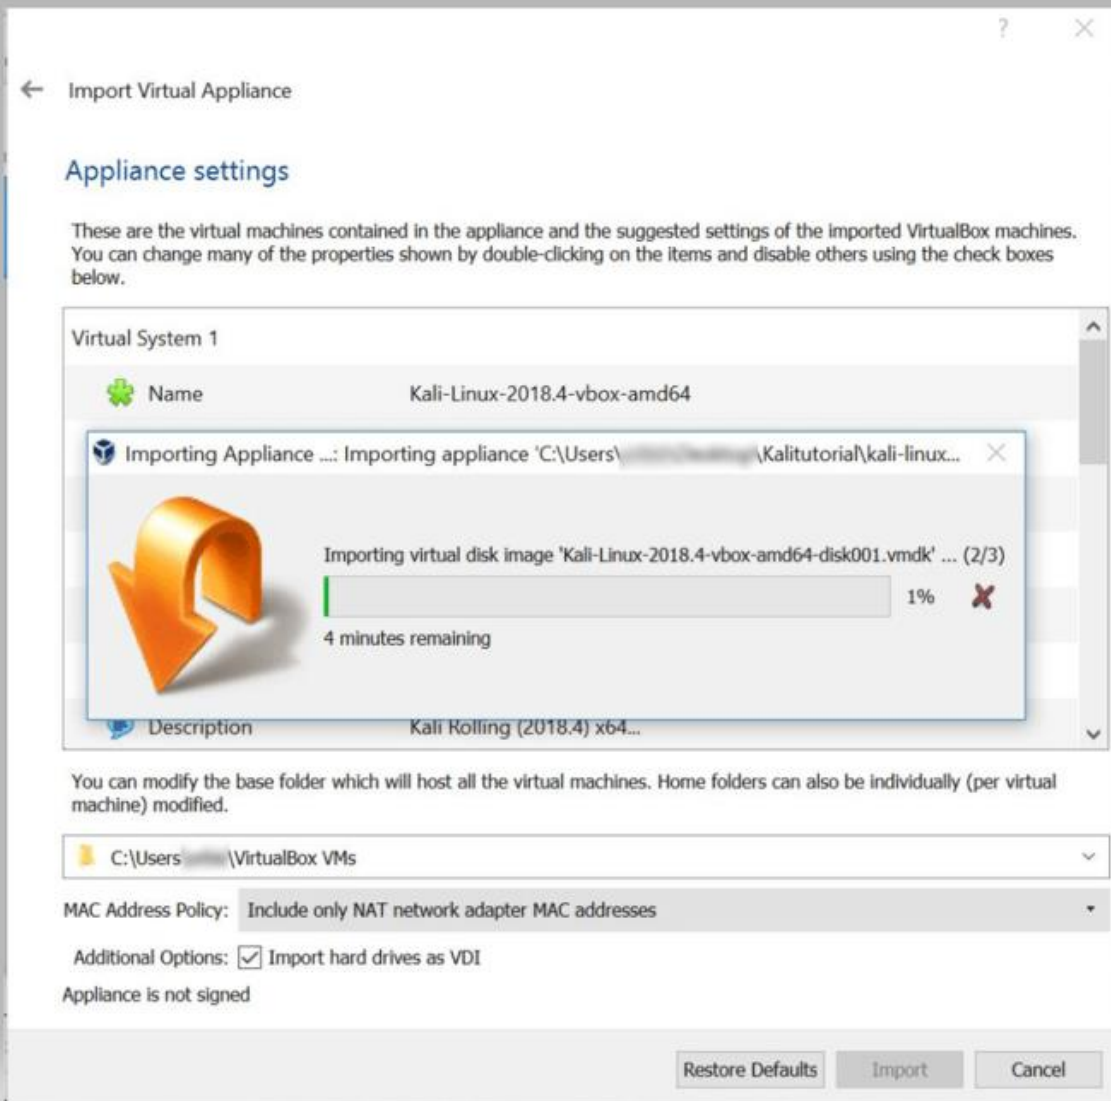 ?
Import Virtual Appliance
Appliance settings
These are the virtual machines contained in the appliance and the suggested settings of the imported VirtualBox machines.
You can change many of the properties shown by double-clicking on the items and disable others using the check boxes
below.
Virtual System 1
Name Kali-Linux-2018.4-vbox-amd64
Importing Appliance ...: Importing appliance 'C:\Users\ \Kalitutorial\kali-linux...
Importing virtual disk image 'Kali-Linux-2018.4-vbox-amd64-disk001.vmdk' ... (2/3)
1%
4 minutes remaining
Description Kali Rolling (2018.4) x64...
You can modify the base folder which will host all the virtual machines. Home folders can also be individually (per virtual
machine) modified.
C:\Users \VirtualBox VMs
MAC Address Policy: Include only NAT network adapter MAC addresses
Additional Options: Import hard drives as VDI
Appliance is not signed
Restore Defaults Import Cancel